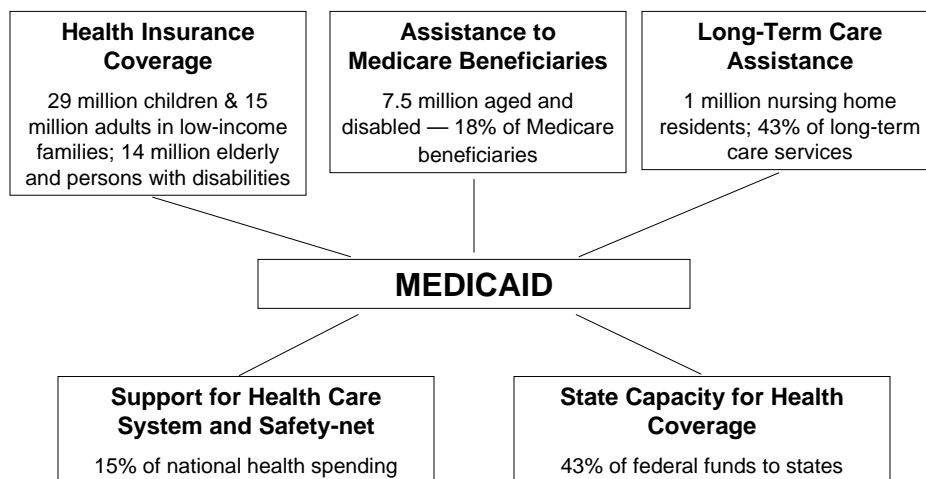 Health Insurance
Coverage
29 million children & 15
million adults in low-income
families; 14 million elderly
and persons with disabilities
Assistance to
Medicare Beneficiaries
7.5 million aged and
disabled — 18% of Medicare
beneficiaries
Long-Term Care
Assistance
1 million nursing home
residents; 43% of long-term
care services
MEDICAID
Support for Health Care
System and Safety-net
15% of national health spending
State Capacity for Health
Coverage
43% of federal funds to states